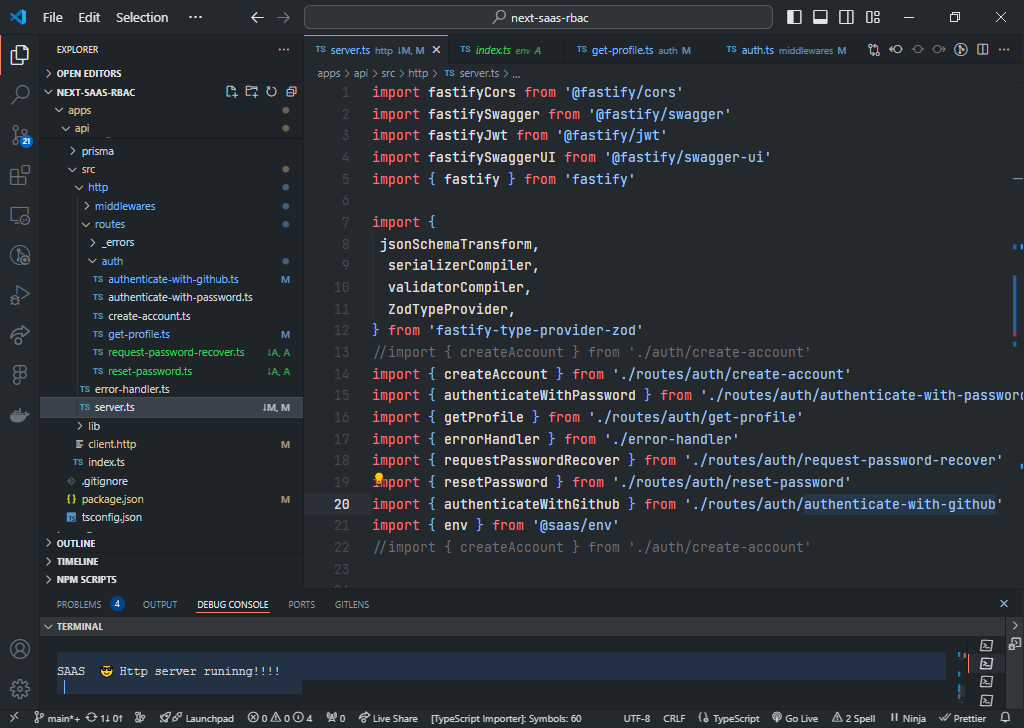 File Edit Selection ··· next-saas-rbac
EXPLORER ···
OPEN EDITORS
NEXT-SAAS-RBAC
apps
api
prisma
src
http
middlewares
routes
_errors
auth
TS authenticate-with-github.ts M
TS authenticate-with-password.ts
TS create-account.ts
TS get-profile.ts M
TS request-password-recover.ts ↓A, A
TS reset-password.ts ↓A, A
TS error-handler.ts
TS server.ts ↓M, M
lib
client.http M
TS index.ts
.gitignore
{} package.json M
tsconfig.json
OUTLINE
TIMELINE
NPM SCRIPTS
21
TS server.ts http ↓M, M TS index.ts env A TS get-profile.ts auth M TS auth.ts middlewares M ···
apps > api > src > http > TS server.ts > ...
1 import fastifyCors from '@fastify/cors'
2 import fastifySwagger from '@fastify/swagger'
3 import fastifyJwt from '@fastify/jwt'
4 import fastifySwaggerUI from '@fastify/swagger-ui'
5 import { fastify } from 'fastify'
6
7 import {
8 jsonSchemaTransform,
9 serializerCompiler,
10 validatorCompiler,
11 ZodTypeProvider,
12 } from 'fastify-type-provider-zod'
13 //import { createAccount } from './auth/create-account'
14 import { createAccount } from './routes/auth/create-account'
15 import { authenticateWithPassword } from './routes/auth/authenticate-with-password
16 import { getProfile } from './routes/auth/get-profile'
17 import { errorHandler } from './error-handler'
18 import { requestPasswordRecover } from './routes/auth/request-password-recover'
19 import { resetPassword } from './routes/auth/reset-password'
20 import { authenticateWithGithub } from './routes/auth/authenticate-with-github'
21 import { env } from '@saas/env'
22 //import { createAccount } from './auth/create-account'
23
PROBLEMS 4 OUTPUT DEBUG CONSOLE PORTS GITLENS
TERMINAL
SAAS 😎 Http server runinng!!!!
main*+ 1↓ 0↑ Launchpad 0 0 4 0 Live Share [TypeScript Importer]: Symbols: 60 UTF-8 CRLF {} TypeScript Go Live 2 Spell Ninja Prettier